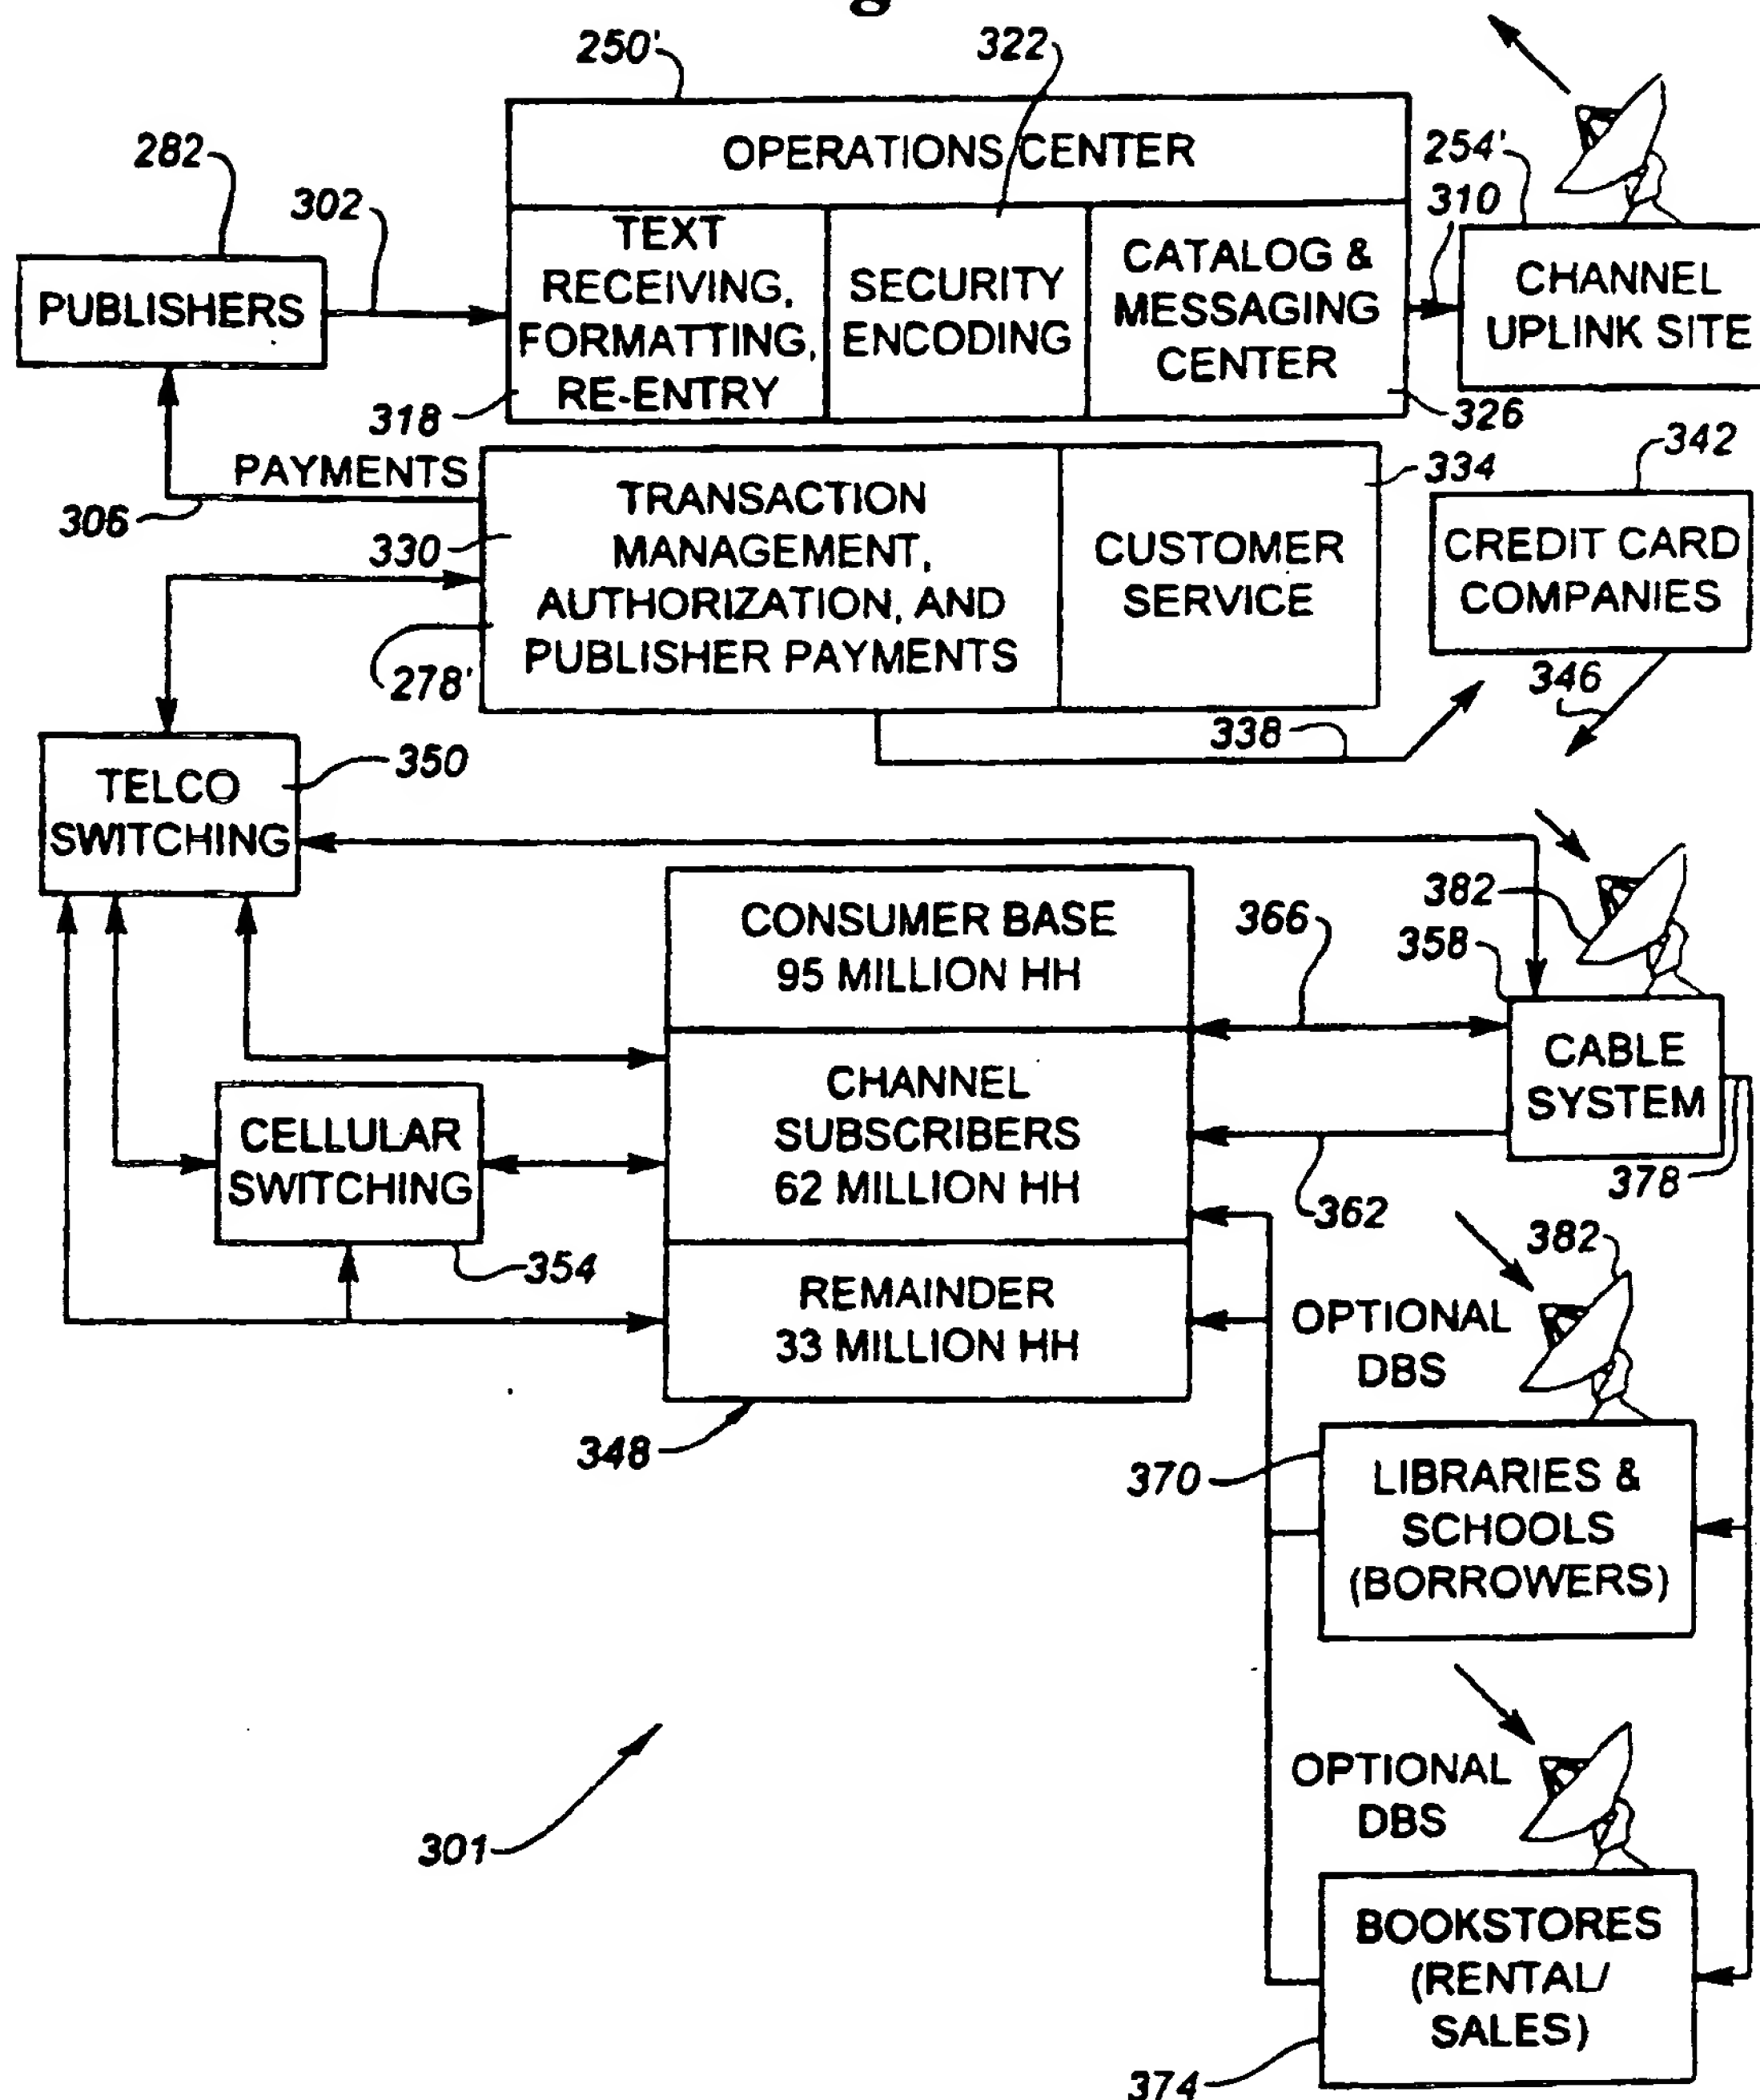 g
250'
322
OPERATIONS CENTER
282
302
254'
310
PUBLISHERS
TEXT
RECEIVING,
FORMATTING,
RE-ENTRY
SECURITY
ENCODING
CATALOG &
MESSAGING
CENTER
CHANNEL
UPLINK SITE
318
326
PAYMENTS
306
330
278'
TRANSACTION
MANAGEMENT,
AUTHORIZATION, AND
PUBLISHER PAYMENTS
CUSTOMER
SERVICE
334
342
CREDIT CARD
COMPANIES
346
338
TELCO
SWITCHING
350
CONSUMER BASE
95 MILLION HH
366
382
358
CHANNEL
SUBSCRIBERS
62 MILLION HH
CABLE
SYSTEM
378
362
CELLULAR
SWITCHING
354
REMAINDER
33 MILLION HH
348
382
OPTIONAL
DBS
370
LIBRARIES &
SCHOOLS
(BORROWERS)
301
OPTIONAL
DBS
BOOKSTORES
(RENTAL/
SALES)
374